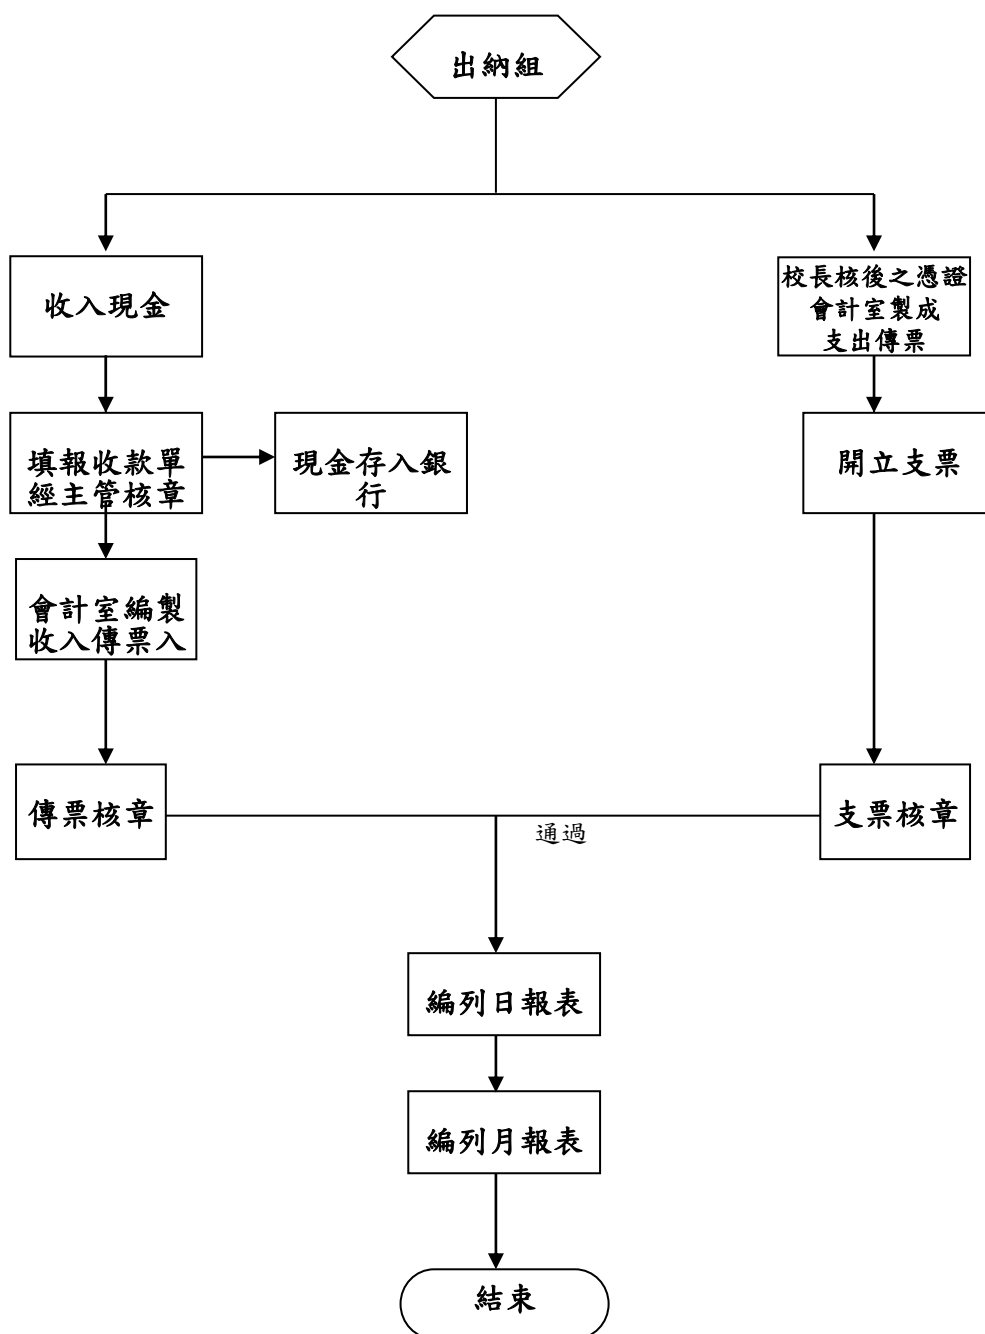 出納組
收入現金
校長核後之憑證
會計室製成
支出傳票
填報收款單
經主管核章
現金存入銀
行
開立支票
會計室編製
收入傳票入
傳票核章
支票核章
通過
編列日報表
編列月報表
結束